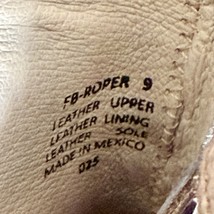 FB-ROPER 9
LEATHER UPPER
LEATHER LINING
LEATHER SOLE
MADE IN MEXICO
025